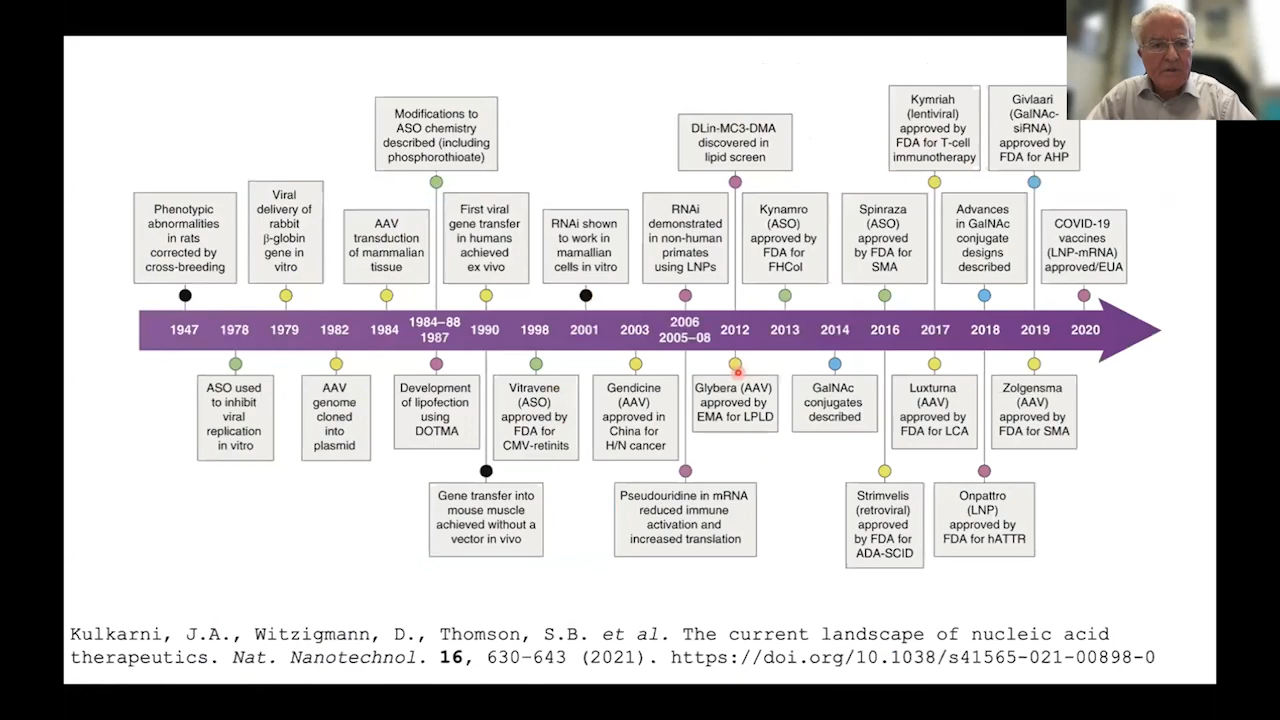 Modifications to
ASO chemistry
described (including
phosphorothioate)
DLin-MC3-DMA
discovered in
lipid screen
Kymriah
(lentiviral)
approved by
FDA for T-cell
immunotherapy
Givlaari
(GalNAc-
siRNA)
approved by
FDA for AHP
Phenotypic
abnormalities
in rats
corrected by
cross-breeding
Viral
delivery of
rabbit
β-globin
gene in
vitro
AAV
transduction
of mammalian
tissue
First viral
gene transfer
in humans
achieved
ex vivo
RNAi shown
to work in
mamallian
cells in vitro
RNAi
demonstrated
in non-human
primates
using LNPs
Kynamro
(ASO)
approved by
FDA for
FHCol
Spinraza
(ASO)
approved
by FDA for
SMA
Advances
in GalNAc
conjugate
designs
described
COVID-19
vaccines
(LNP-mRNA)
approved/EUA
1947 1978 1979 1982 1984 1984–88 1990 1998 2001 2003 2006 2012 2013 2014 2016 2017 2018 2019 2020
1987 2005–08
ASO used
to inhibit
viral
replication
in vitro
AAV
genome
cloned
into
plasmid
Development
of lipofection
using
DOTMA
Vitravene
(ASO)
approved by
FDA for
CMV-retinits
Gendicine
(AAV)
approved in
China for
H/N cancer
Glybera (AAV)
approved by
EMA for LPLD
GalNAc
conjugates
described
Luxturna
(AAV)
approved by
FDA for LCA
Zolgensma
(AAV)
approved by
FDA for SMA
Gene transfer into
mouse muscle
achieved without a
vector in vivo
Pseudouridine in mRNA
reduced immune
activation and
increased translation
Strimvelis
(retroviral)
approved
by FDA for
ADA-SCID
Onpattro
(LNP)
approved by
FDA for hATTR
Kulkarni, J.A., Witzigmann, D., Thomson, S.B. et al. The current landscape of nucleic acid
therapeutics. Nat. Nanotechnol. 16, 630–643 (2021). https://doi.org/10.1038/s41565-021-00898-0